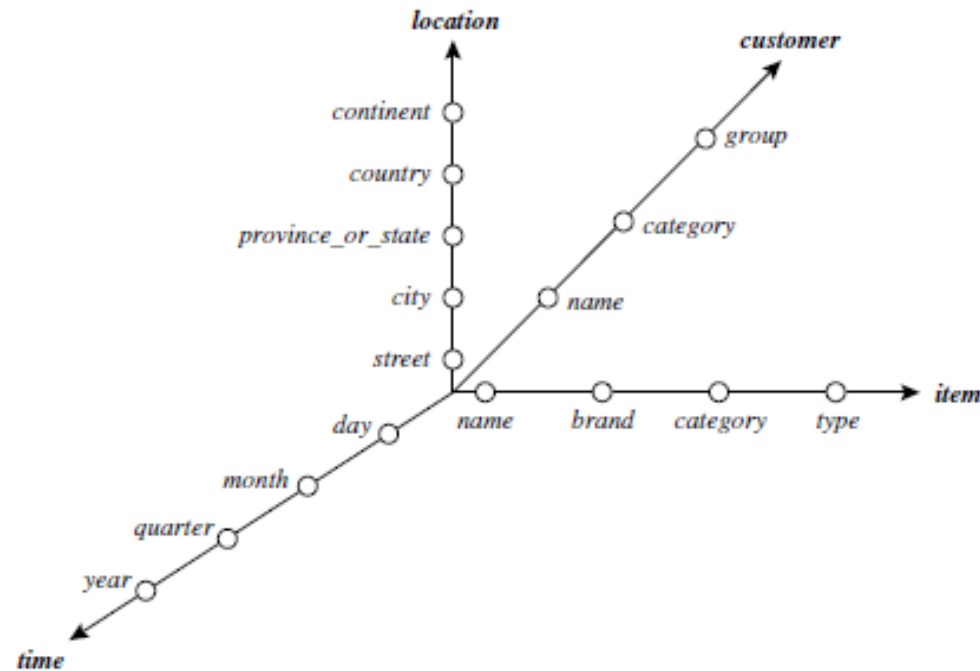 location
customer
continent
group
country
category
province_or_state
city
name
street
item
name
brand
category
type
day
month
quarter
year
time